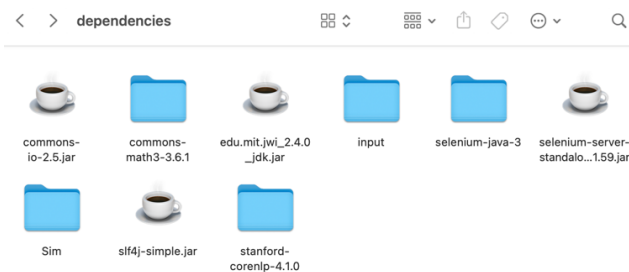 dependencies
commons-
io-2.5.jar
commons-
math3-3.6.1
edu.mit.jwi_2.4.0
_jdk.jar
input
selenium-java-3
selenium-server-
standalo...1.59.jar
Sim
slf4j-simple.jar
stanford-
corenlp-4.1.0